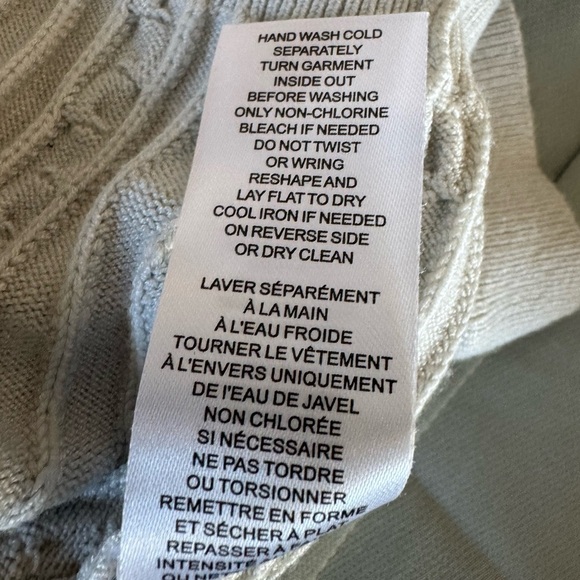 HAND WASH COLD
SEPARATELY
TURN GARMENT
INSIDE OUT
BEFORE WASHING
ONLY NON-CHLORINE
BLEACH IF NEEDED
DO NOT TWIST
OR WRING
RESHAPE AND
LAY FLAT TO DRY
COOL IRON IF NEEDED
ON REVERSE SIDE
OR DRY CLEAN
LAVER SÉPARÉMENT
À LA MAIN
À L'EAU FROIDE
TOURNER LE VÊTEMENT
À L'ENVERS UNIQUEMENT
DE l'EAU DE JAVEL
NON CHLORÉE
SI NÉCESSAIRE
NE PAS TORDRE
OU TORSIONNER
REMETTRE EN FORME
ET SÉCHER À
REPASSER À
INTENSITÉ